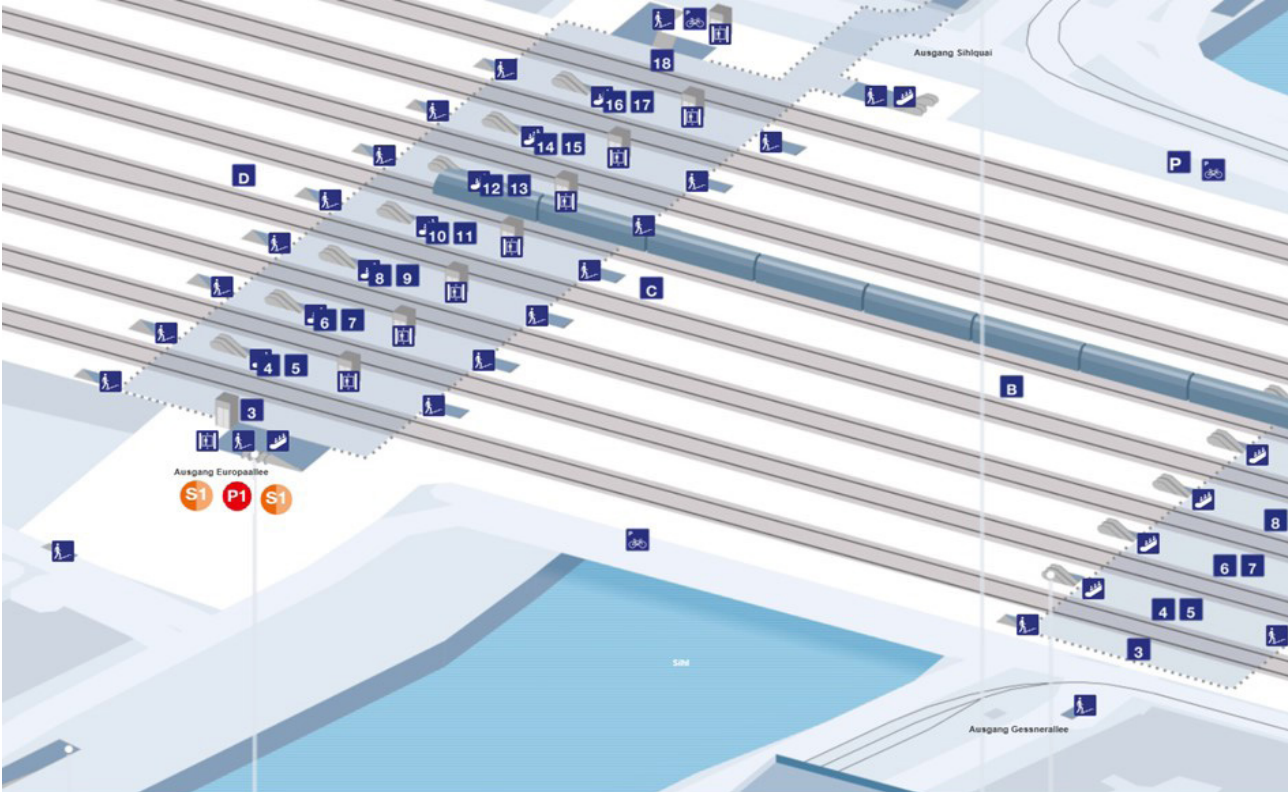 P
Ausgang Sihlquai
18
16 17
14 15
P
D
12 13
10 11
8 9
C
6 7
4 5
B
3
Ausgang Europaallee
S1 P1 S1
8
P
6 7
4 5
3
Sihl
Ausgang Gessnerallee